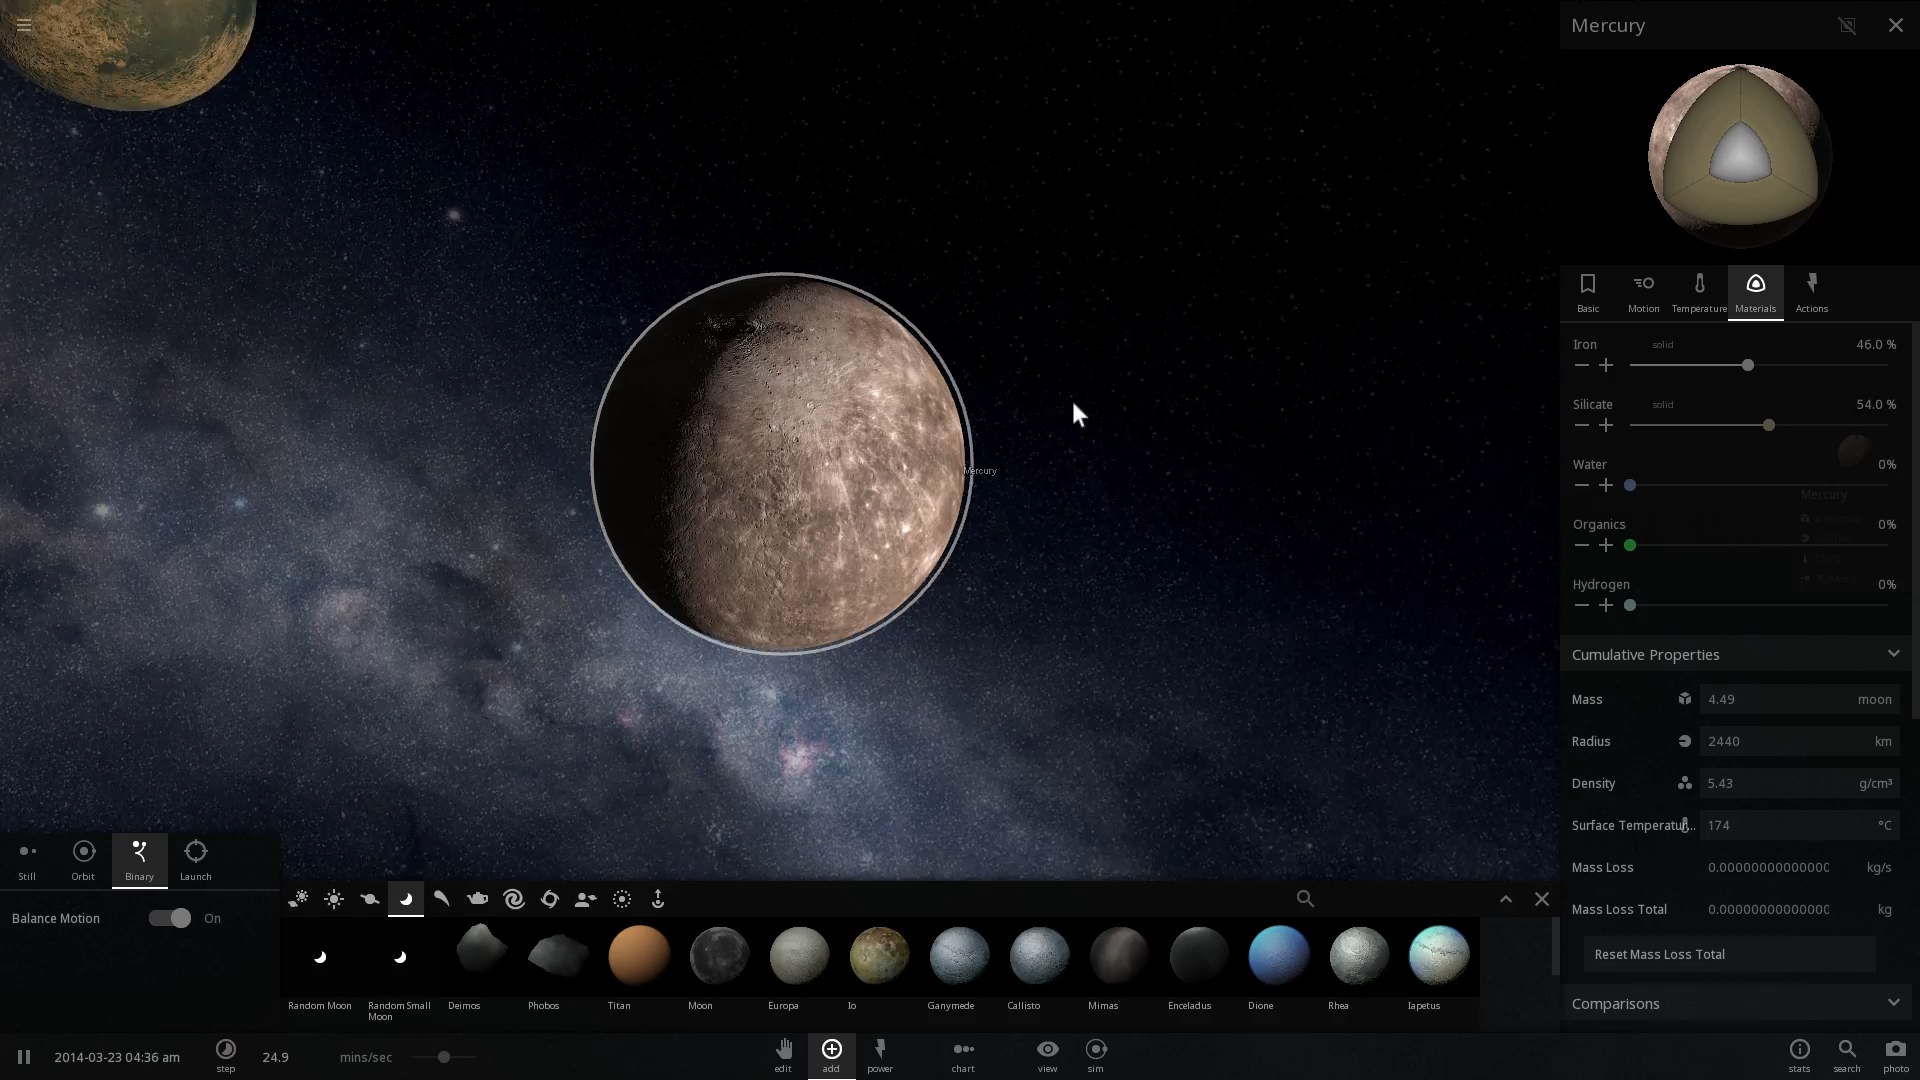 Mercury
Basic
Motion
Temperature
Materials
Actions
Iron solid 46.0 %
Silicate solid 54.0 %
Water 0%
Mercury
Organics 0%
Hydrogen 0%
Mercury
Cumulative Properties
Mass 4.49 moon
Radius 2440 km
Density 5.43 g/cm³
Surface Temperatur... 174 °C
Mass Loss 0.00000000000000 kg/s
Mass Loss Total 0.00000000000000 kg
Reset Mass Loss Total
Comparisons
Still
Orbit
Binary
Launch
Balance Motion On
Random Moon
Random Small
Moon
Deimos
Phobos
Titan
Moon
Europa
Io
Ganymede
Callisto
Mimas
Enceladus
Dione
Rhea
Iapetus
2014-03-23 04:36 am
step
24.9 mins/sec
edit
add
power
chart
view
sim
stats
search
photo